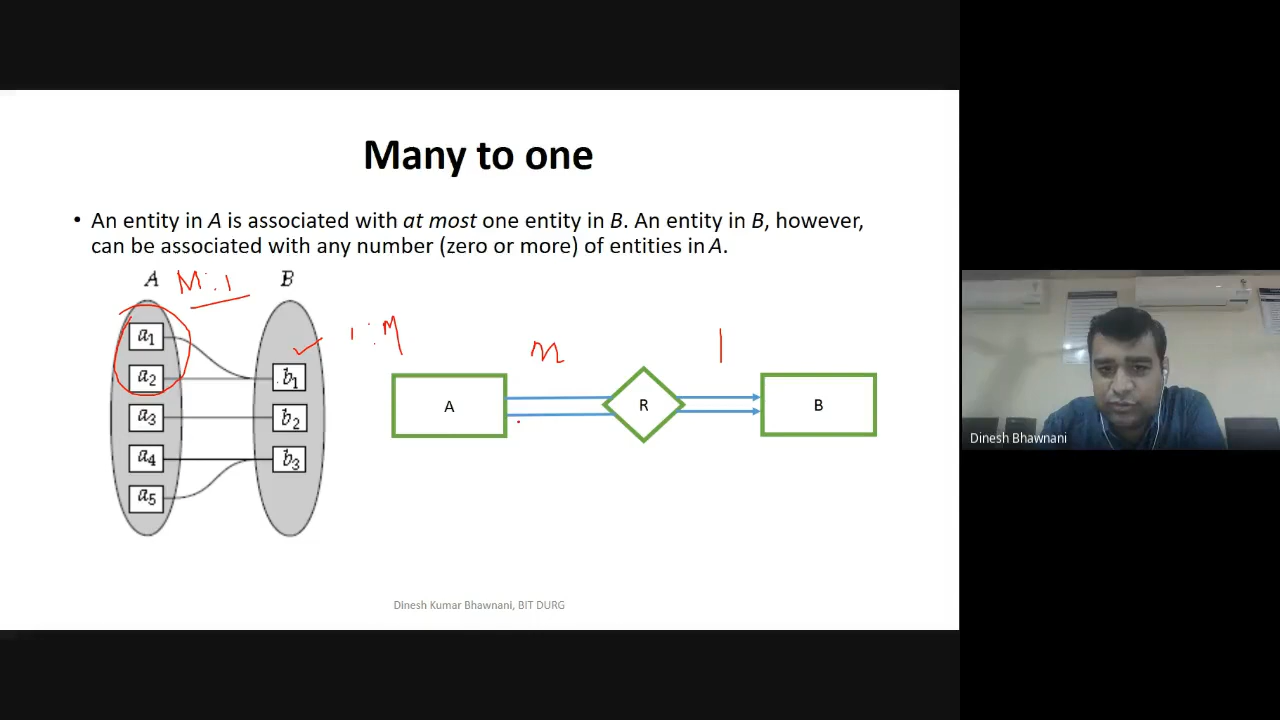 Many to one
• An entity in A is associated with at most one entity in B. An entity in B, however,
can be associated with any number (zero or more) of entities in A.
A M:1 B
a1
a2
a3
a4
a5
b1
b2
b3
1:M
M 1
A R B
Dinesh Kumar Bhawnani, BIT DURG
Dinesh Bhawnani